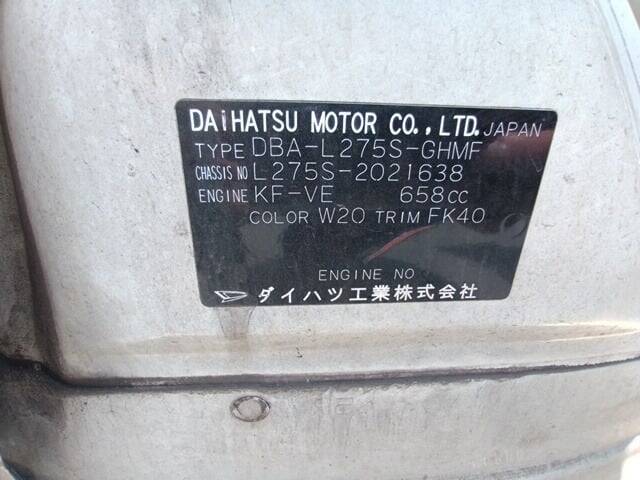 DAiHATSU MOTOR CO., LTD. JAPAN
TYPE DBA-L275S-GHMF
CHASSIS NO L275S-2021638
ENGINE KF-VE 658CC
COLOR W20 TRIM FK40
ENGINE NO
ダイハツ工業株式会社